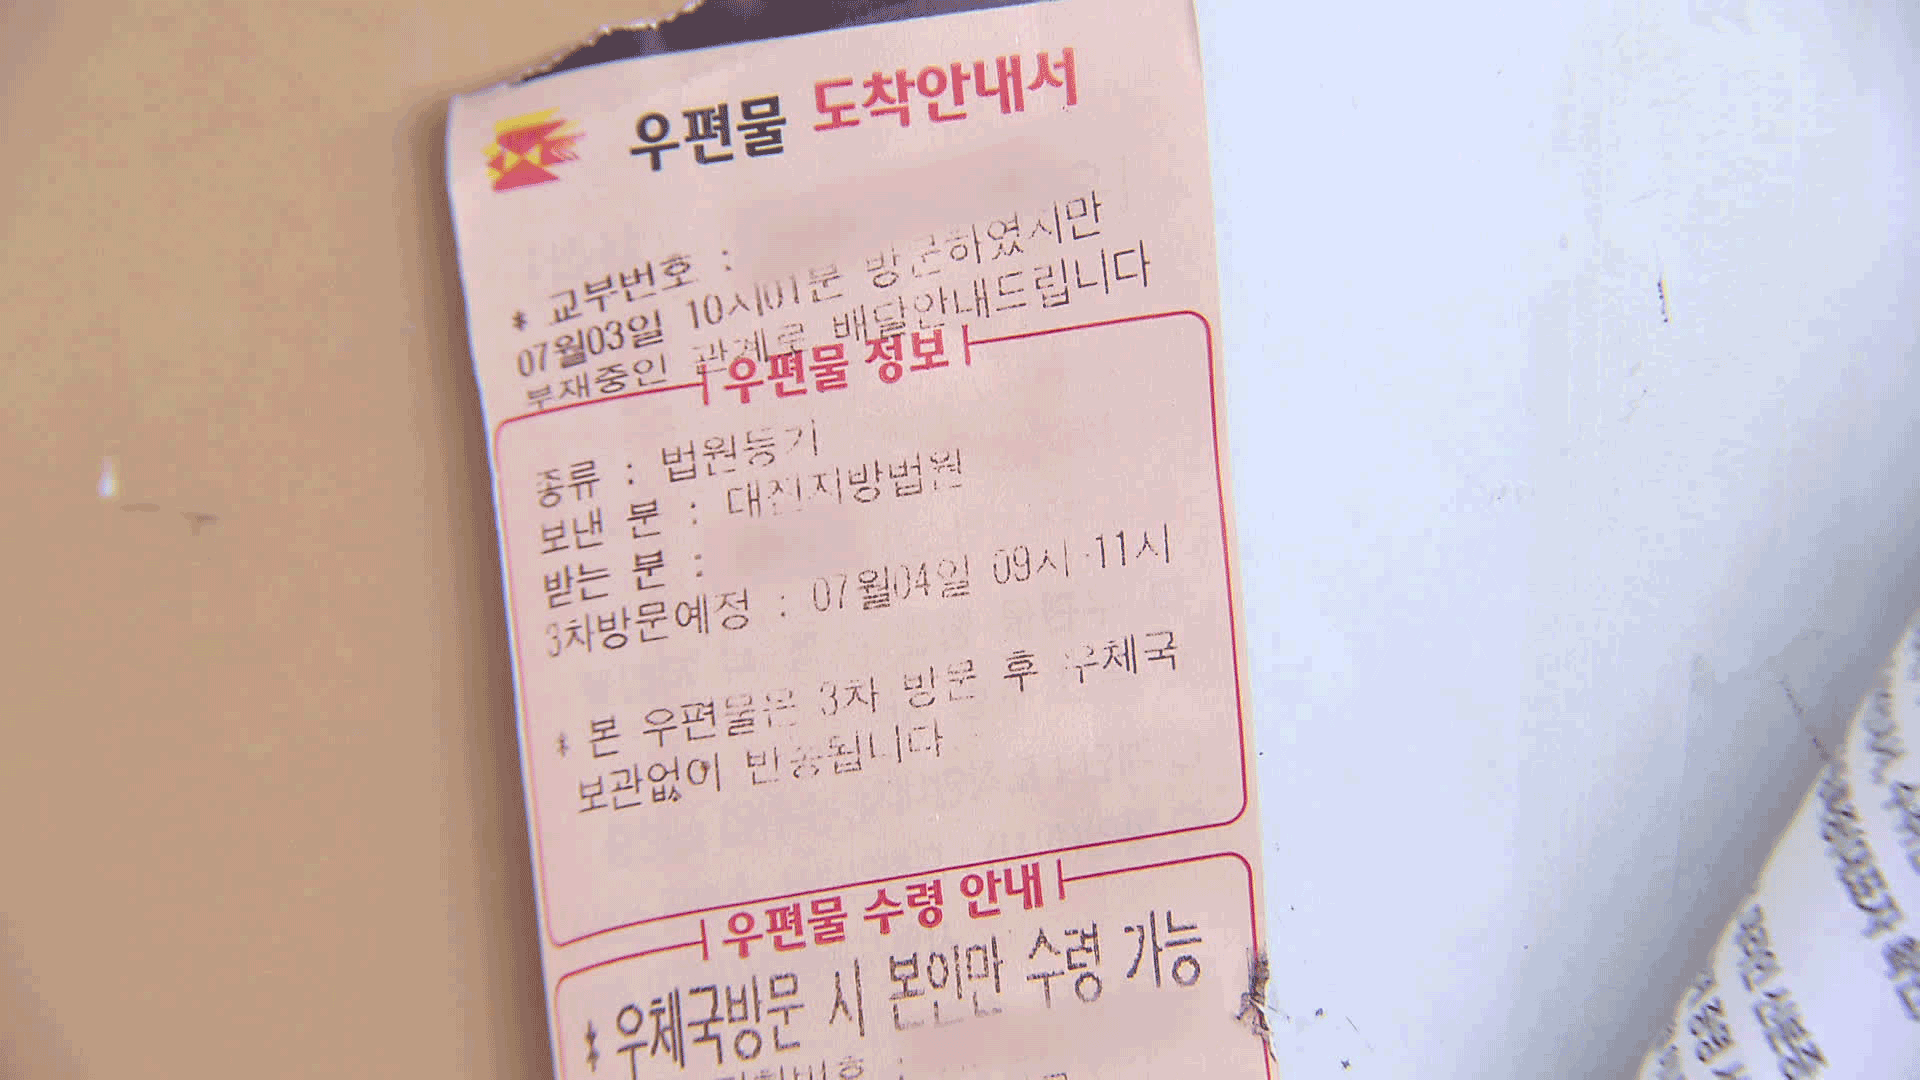 우편물 도착안내서
* 교부번호 :
07월03일 10시01분 방문하였지만
부재중인 관계로 배달안내드립니다
우편물 정보
종류 : 법원등기
보낸 분 : 대전지방법원
받는 분 :
3차방문예정 : 07월04일 09시-11시
* 본 우편물은 3차 방문 후 우체국
보관없이 반송됩니다
우편물 수령 안내
* 우체국방문 시 본인만 수령 가능